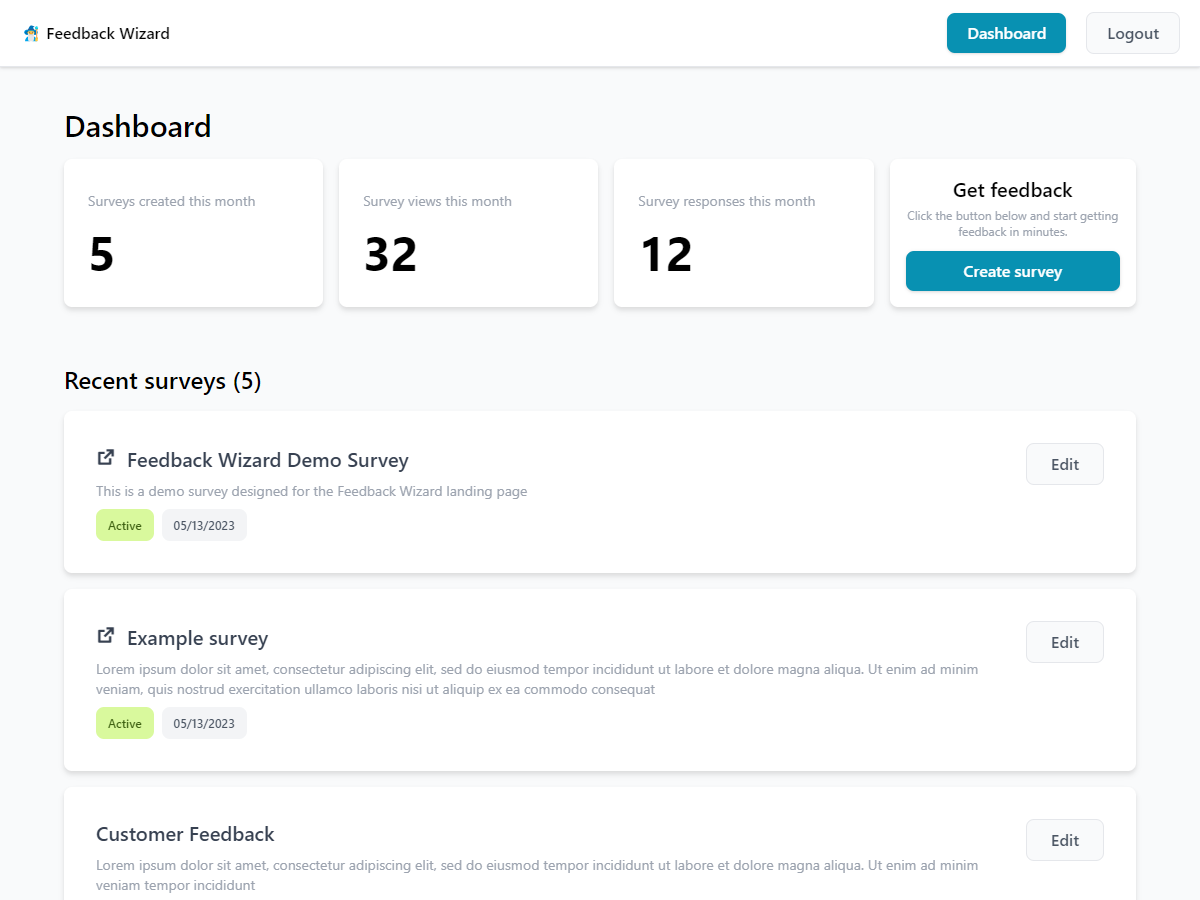 Feedback Wizard
Dashboard
Logout
Dashboard
Surveys created this month
5
Survey views this month
32
Survey responses this month
12
Get feedback
Click the button below and start getting
feedback in minutes.
Create survey
Recent surveys (5)
Feedback Wizard Demo Survey
Edit
This is a demo survey designed for the Feedback Wizard landing page
Active
05/13/2023
Example survey
Edit
Lorem ipsum dolor sit amet, consectetur adipiscing elit, sed do eiusmod tempor incididunt ut labore et dolore magna aliqua. Ut enim ad minim
veniam, quis nostrud exercitation ullamco laboris nisi ut aliquip ex ea commodo consequat
Active
05/13/2023
Customer Feedback
Edit
Lorem ipsum dolor sit amet, consectetur adipiscing elit, sed do eiusmod tempor incididunt ut labore et dolore magna aliqua. Ut enim ad minim
veniam tempor incididunt